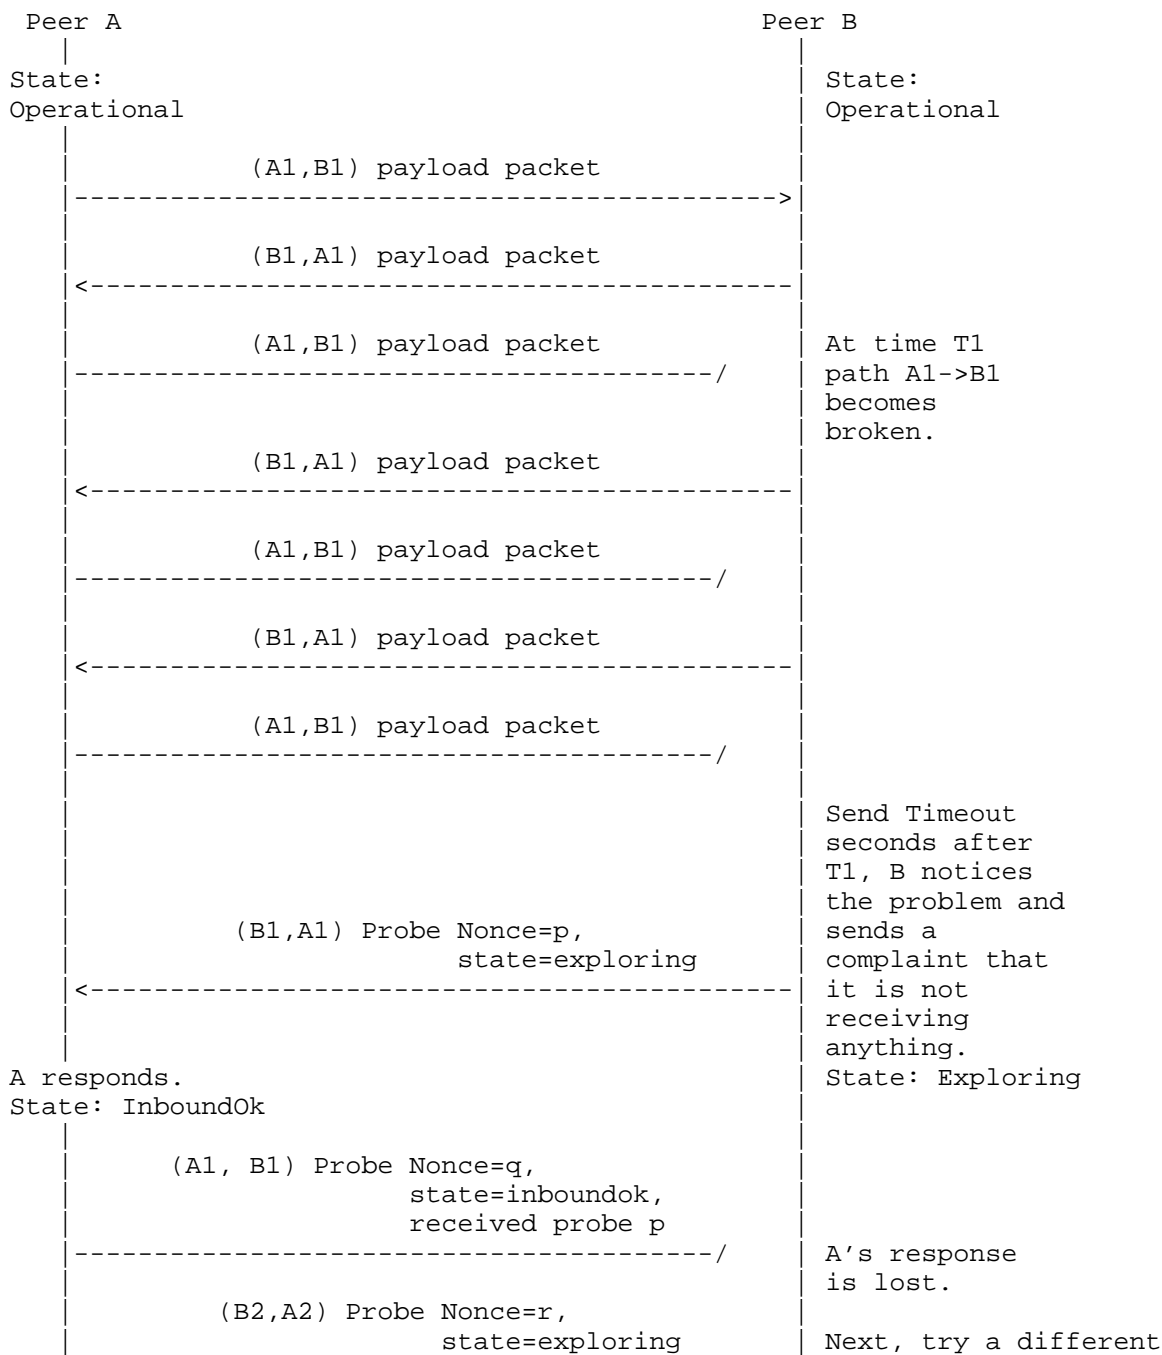 Peer A                                        Peer B
   |                                             |
State:                                           | State:
Operational                                      | Operational
   |                                             |
   |           (A1,B1) payload packet            |
   |-------------------------------------------->|
   |                                             |
   |           (B1,A1) payload packet            |
   |<--------------------------------------------|
   |                                             |
   |           (A1,B1) payload packet            | At time T1
   |----------------------------------------/    | path A1->B1
   |                                             | becomes
   |                                             | broken.
   |           (B1,A1) payload packet            |
   |<--------------------------------------------|
   |                                             |
   |           (A1,B1) payload packet            |
   |----------------------------------------/    |
   |                                             |
   |           (B1,A1) payload packet            |
   |<--------------------------------------------|
   |                                             |
   |           (A1,B1) payload packet            |
   |----------------------------------------/    |
   |                                             |
   |                                             | Send Timeout
   |                                             | seconds after
   |                                             | T1, B notices
   |                                             | the problem and
   |          (B1,A1) Probe Nonce=p,             | sends a
   |                        state=exploring      | complaint that
   |<--------------------------------------------| it is not
   |                                             | receiving
   |                                             | anything.
A responds.                                      | State: Exploring
State: InboundOk                                 |
   |                                             |
   |      (A1, B1) Probe Nonce=q,                |
   |                     state=inboundok,        |
   |                     received probe p        |
   |----------------------------------------/    | A's response
   |                                             | is lost.
   |         (B2,A2) Probe Nonce=r,              |
   |                       state=exploring       | Next, try a different